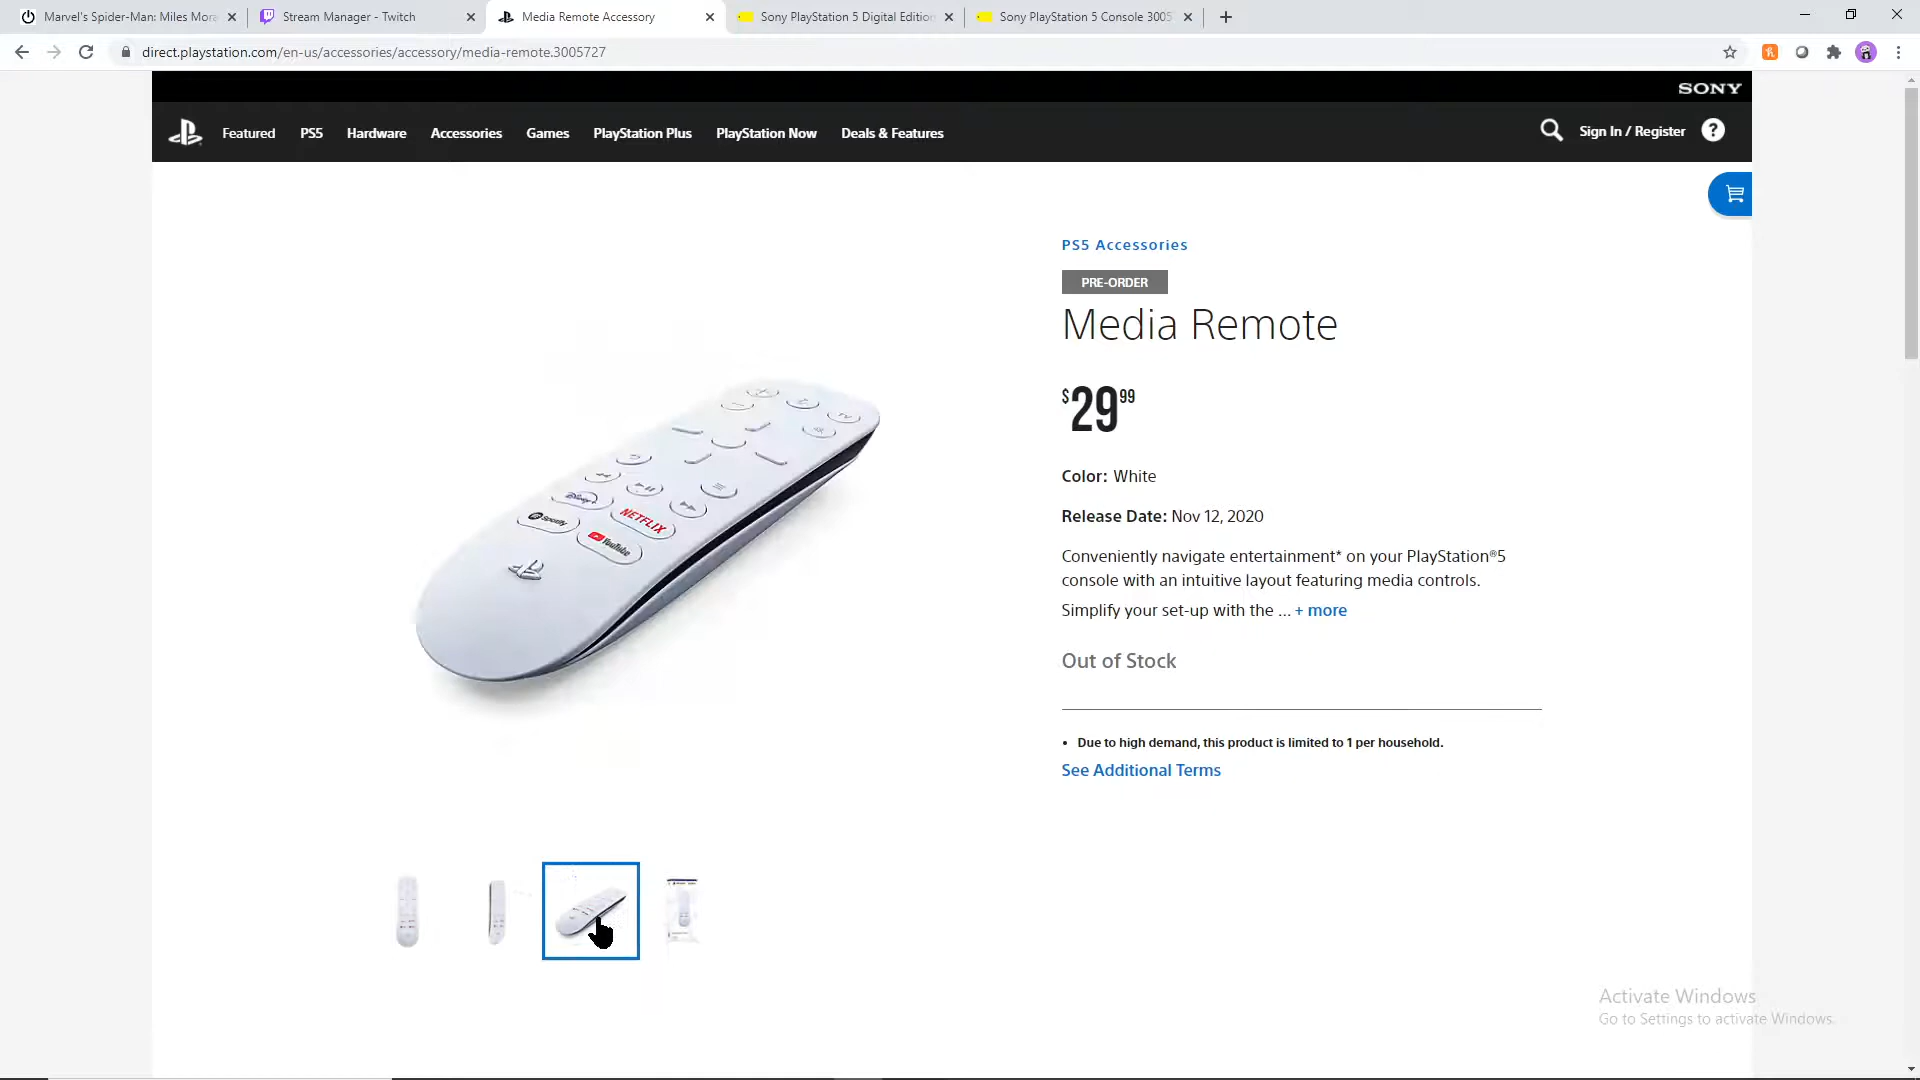 Marvel's Spider-Man: Miles Mora
Stream Manager - Twitch
Media Remote Accessory
Sony PlayStation 5 Digital Edition
Sony PlayStation 5 Console 3005
direct.playstation.com/en-us/accessories/accessory/media-remote.3005727
SONY
Featured PS5 Hardware Accessories Games PlayStation Plus PlayStation Now Deals & Features
Sign In / Register ?
PS5 Accessories
PRE-ORDER
Media Remote
$29 99
Color: White
Release Date: Nov 12, 2020
Conveniently navigate entertainment* on your PlayStation®5
console with an intuitive layout featuring media controls.
Simplify your set-up with the ... + more
Out of Stock
• Due to high demand, this product is limited to 1 per household.
See Additional Terms
TV
Disney+
Spotify
NETFLIX
YouTube
Activate Windows
Go to Settings to activate Windows.